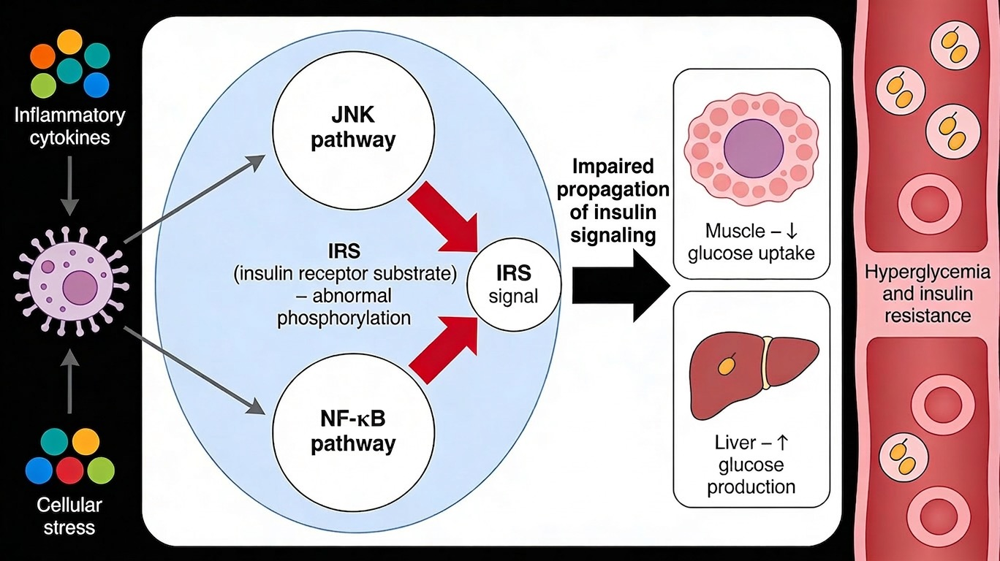 Inflammatory
cytokines
Cellular
stress
JNK
pathway
IRS
(insulin receptor substrate)
– abnormal
phosphorylation
NF-κB
pathway
IRS
signal
Impaired
propagation
of insulin
signaling
Muscle – ↓
glucose uptake
Liver – ↑
glucose
production
Hyperglycemia
and insulin
resistance